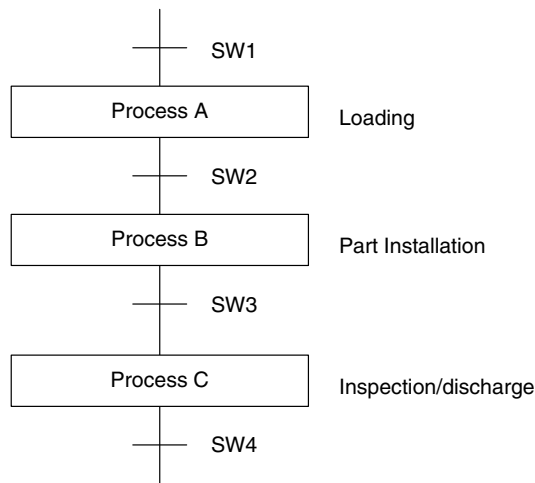 SW1
Process A
Loading
SW2
Process B
Part Installation
SW3
Process C
Inspection/discharge
SW4